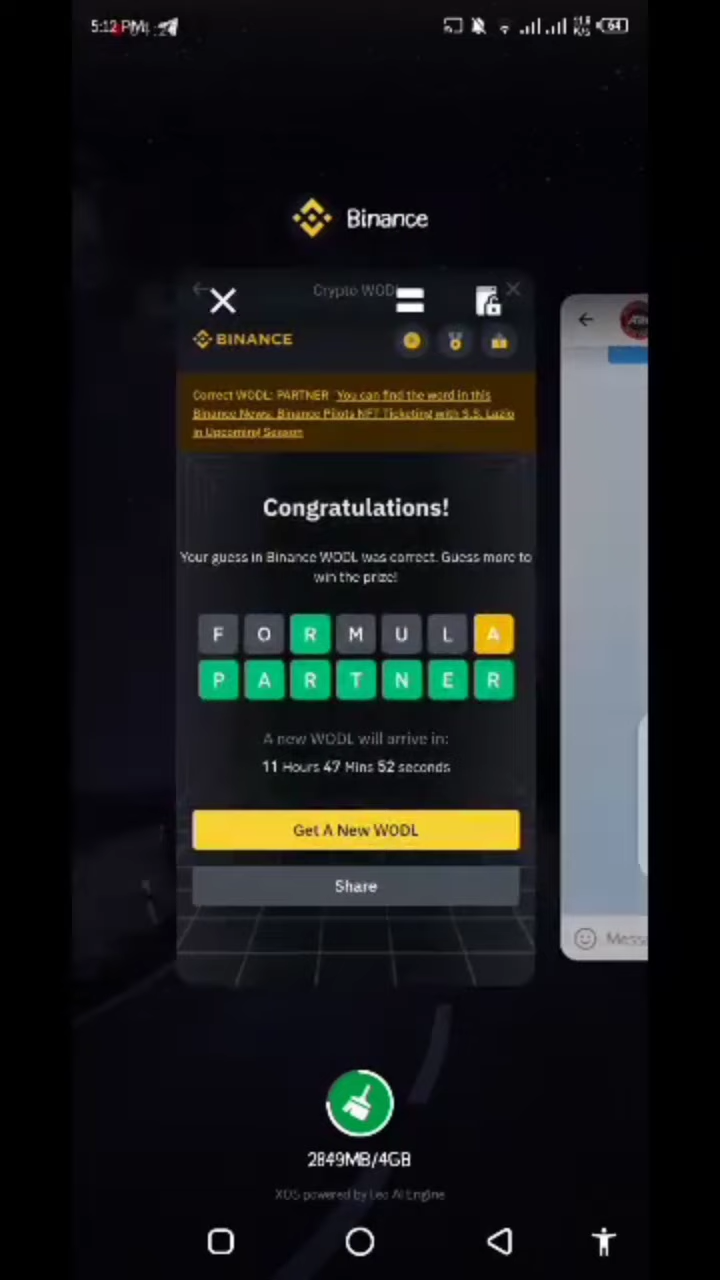 5:12 PM
64
Binance
Crypto WODL
BINANCE
Correct WODL: PARTNER You can find the word in this
Binance News: Binance Pilots NFT Ticketing with S.S. Lazio
in Upcoming Season
Congratulations!
Your guess in Binance WODL was correct. Guess more to
win the prize!
F O R M U L A
P A R T N E R
A new WODL will arrive in:
11 Hours 47 Mins 52 seconds
Get A New WODL
Share
Messa
2849MB/4GB
XOS powered by Leo AI Engine